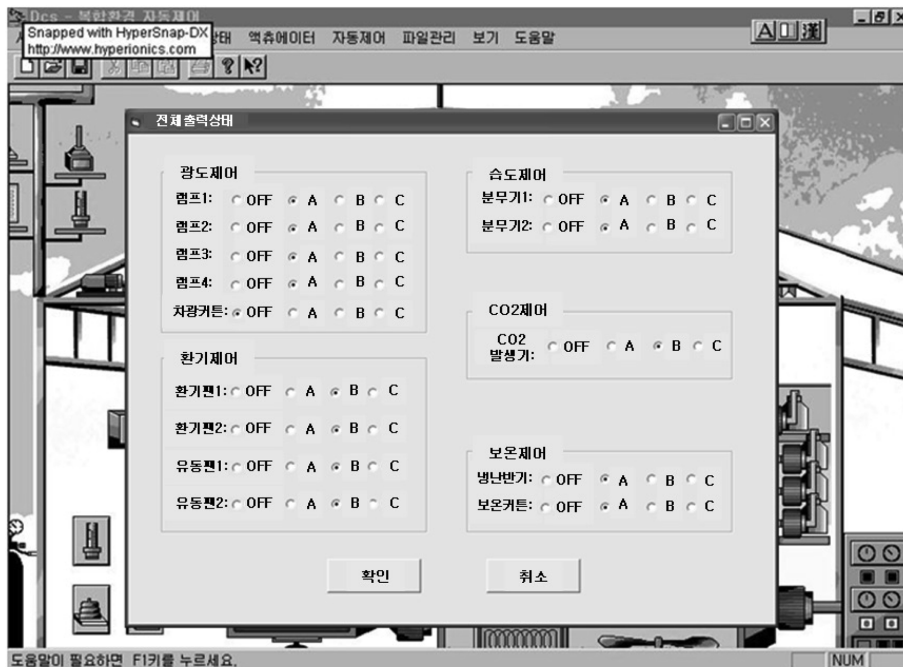 Dcs - 복합환경 자동제어
Snapped with HyperSnap-DX
http://www.hyperionics.com
액츄에이터 자동제어 파일관리 보기 도움말
A 漢
전체출력상태
광도제어
램프1: OFF A B C
램프2: OFF A B C
램프3: OFF A B C
램프4: OFF A B C
차광커튼: OFF A B C
환기제어
환기팬1: OFF A B C
환기팬2: OFF A B C
유동팬1: OFF A B C
유동팬2: OFF A B C
습도제어
분무기1: OFF A B C
분무기2: OFF A B C
CO2제어
CO2
발생기: OFF A B C
보온제어
냉난반기: OFF A B C
보온커튼: OFF A B C
확인 취소
도움말이 필요하면 F1키를 누르세요. NUM